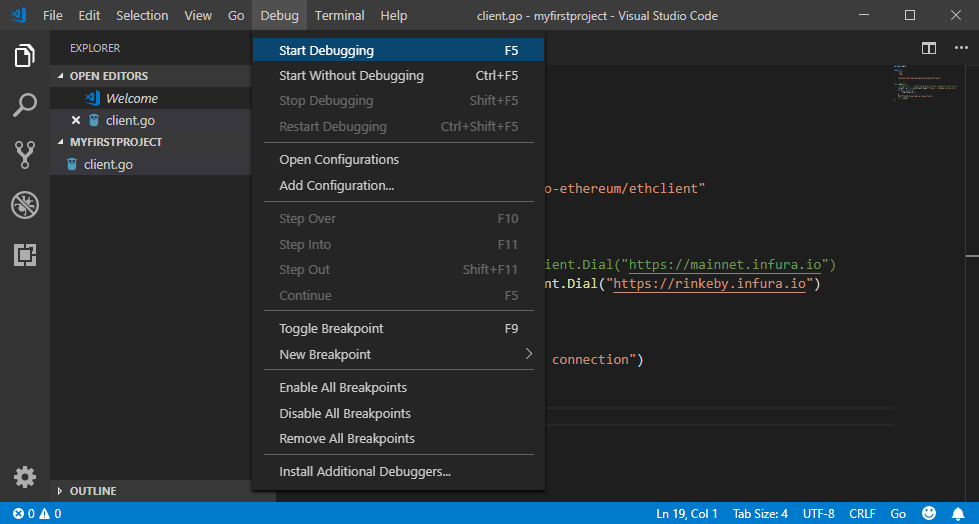 File Edit Selection View Go Debug Terminal Help client.go - myfirstproject - Visual Studio Code
EXPLORER
OPEN EDITORS
Welcome
client.go
MYFIRSTPROJECT
client.go
OUTLINE
Start Debugging F5
Start Without Debugging Ctrl+F5
Stop Debugging Shift+F5
Restart Debugging Ctrl+Shift+F5
Open Configurations
Add Configuration...
Step Over F10
Step Into F11
Step Out Shift+F11
Continue F5
Toggle Breakpoint F9
New Breakpoint
Enable All Breakpoints
Disable All Breakpoints
Remove All Breakpoints
Install Additional Debuggers...
o-ethereum/ethclient"
ient.Dial("https://mainnet.infura.io")
nt.Dial("https://rinkeby.infura.io")
connection")
0 0 Ln 19, Col 1 Tab Size: 4 UTF-8 CRLF Go